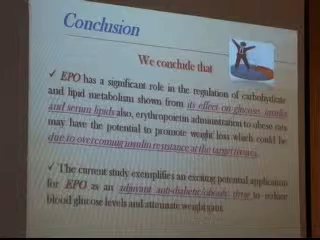 Conclusion
We conclude that
✓ EPO has a significant role in the regulation of carbohydrate
and lipid metabolism shown from its effect on glucose, insulin
and serum lipids also, erythropoietin administration to obese rats
may have the potential to promote weight loss which could be
due to overcoming insulin resistance at the target tissues.
✓ The current study exemplifies an exciting potential application
for EPO as an adjuvant anti-diabetic/obesity drug to reduce
blood glucose levels and attenuate weight gain.